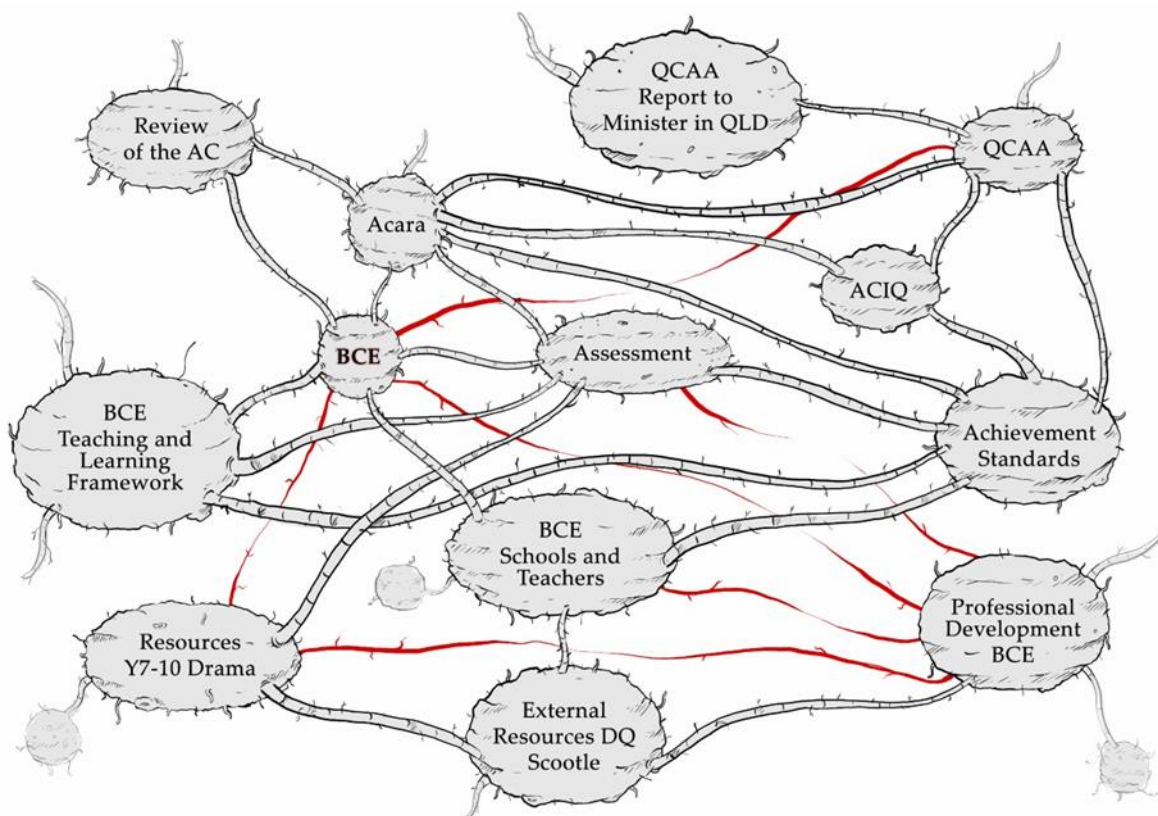 QCAA
Report to
Minister in QLD
Review
of the AC
QCAA
Acara
ACIQ
BCE
Assessment
BCE
Teaching and
Learning
Framework
Achievement
Standards
BCE
Schools and
Teachers
Professional
Development
BCE
Resources
Y7-10 Drama
External
Resources DQ
Scootle